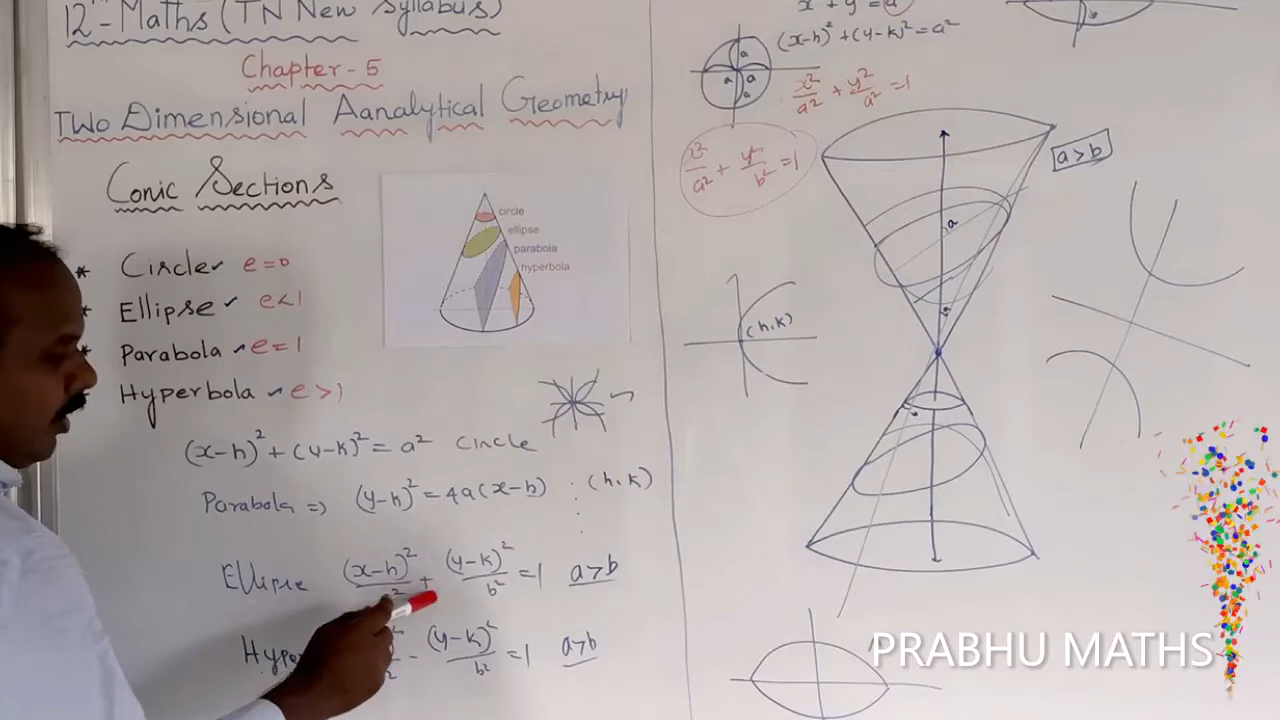 12th - Maths (TN New Syllabus)
Chapter - 5
Two Dimensional Aanalytical Geometry
Conic Sections
* Circle ✓ e=0
* Ellipse ✓ e<1
* Parabola ✓ e=1
* Hyperbola ✓ e>1
circle
ellipse
parabola
hyperbola
(x-h)² + (y-k)² = a² Circle
Parabola => (y-k)² = 4a(x-h) : (h,k)
Ellipse (x-h)² + (y-k)²/b² = 1 a>b
Hyper - (y-k)²/b² = 1 a>b
(x-h)² + (y-k)² = a²
a
a a
a
x²/a² + y²/a² = 1
x²/a² + y²/b² = 1
a>b
a
(h,k)
PRABHU MATHS